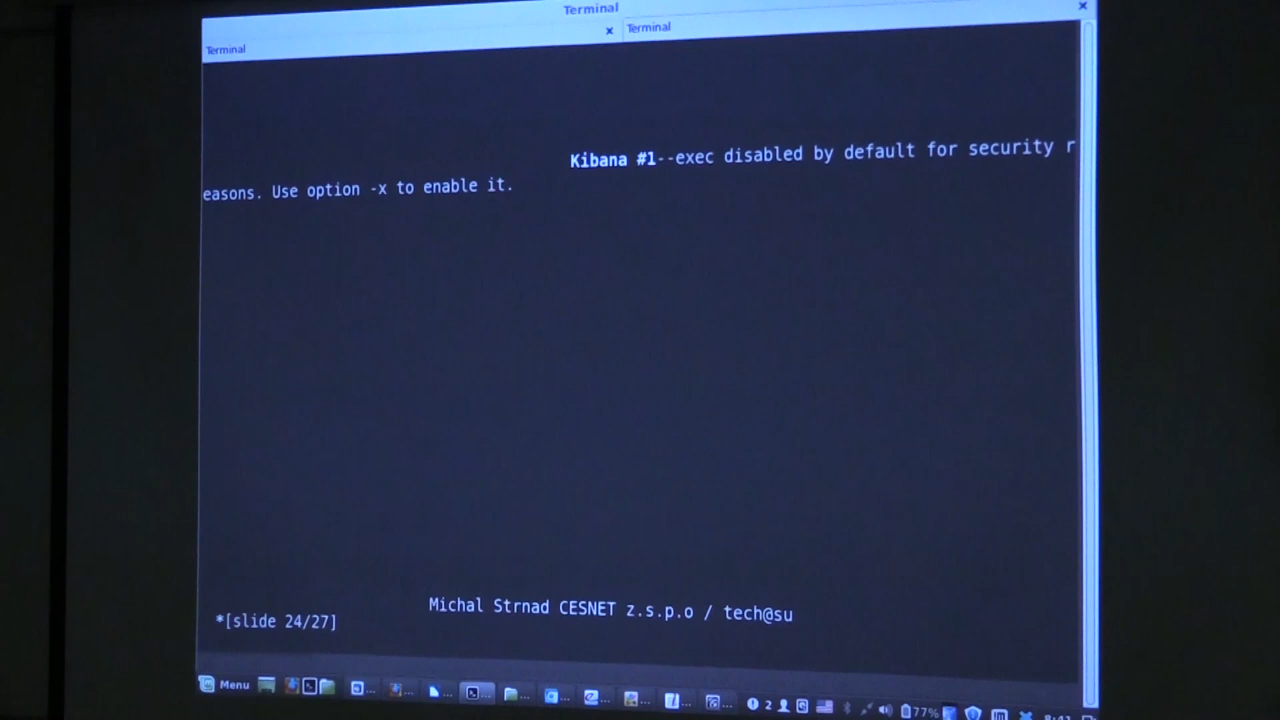 Terminal
Terminal
Terminal
Kibana #1--exec disabled by default for security r
easons. Use option -x to enable it.
Michal Strnad CESNET z.s.p.o / tech@su
*[slide 24/27]
Menu
2
77%